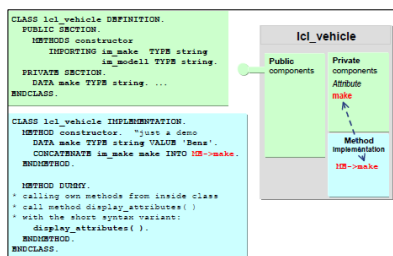 CLASS lcl_vehicle DEFINITION.
PUBLIC SECTION.
METHODS constructor
IMPORTING im_make TYPE string
im_modell TYPE string.
PRIVATE SECTION.
DATA make TYPE string. ...
ENDCLASS.
CLASS lcl_vehicle IMPLEMENTATION.
METHOD constructor. "just a demo
DATA make TYPE string VALUE 'Benz'.
CONCATENATE im_make make INTO ME->make.
ENDMETHOD.
METHOD DUMMY.
* calling own methods from inside class
* call method display_attributes( )
* with the short syntax variant:
display_attributes( ).
ENDMETHOD.
ENDCLASS.
lcl_vehicle
Public
components
Private
components
Attribute
make
Method
implementation
ME->make